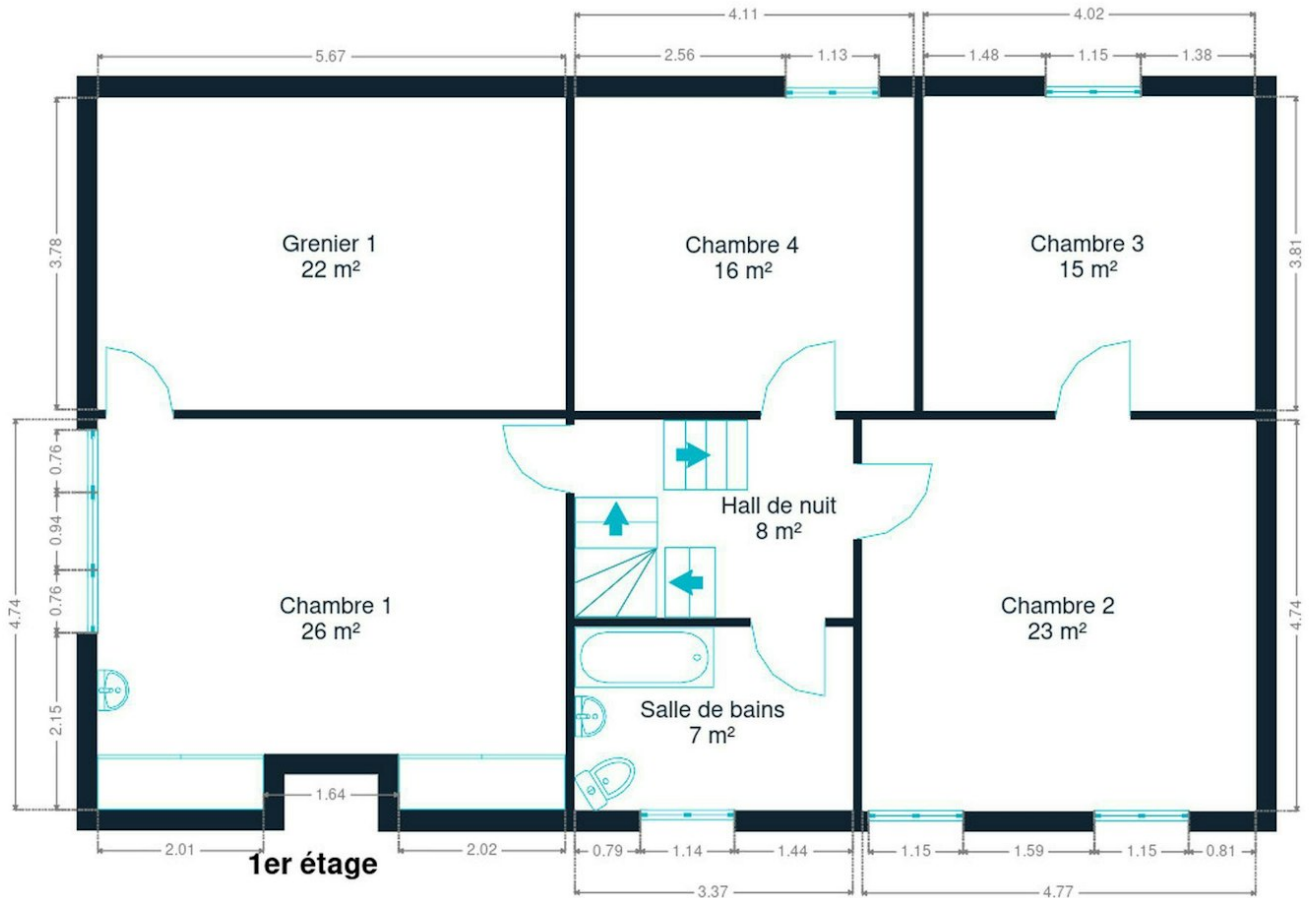 4.11
4.02
5.67
2.56
1.13
1.48
1.15
1.38
3.78
Grenier 1
22 m²
Chambre 4
16 m²
Chambre 3
15 m²
3.81
4.74
0.76
0.94
0.76
2.15
Hall de nuit
8 m²
Chambre 1
26 m²
Chambre 2
23 m²
4.74
Salle de bains
7 m²
1.64
2.01
2.02
0.79
1.14
1.44
1.15
1.59
1.15
0.81
1er étage
3.37
4.77